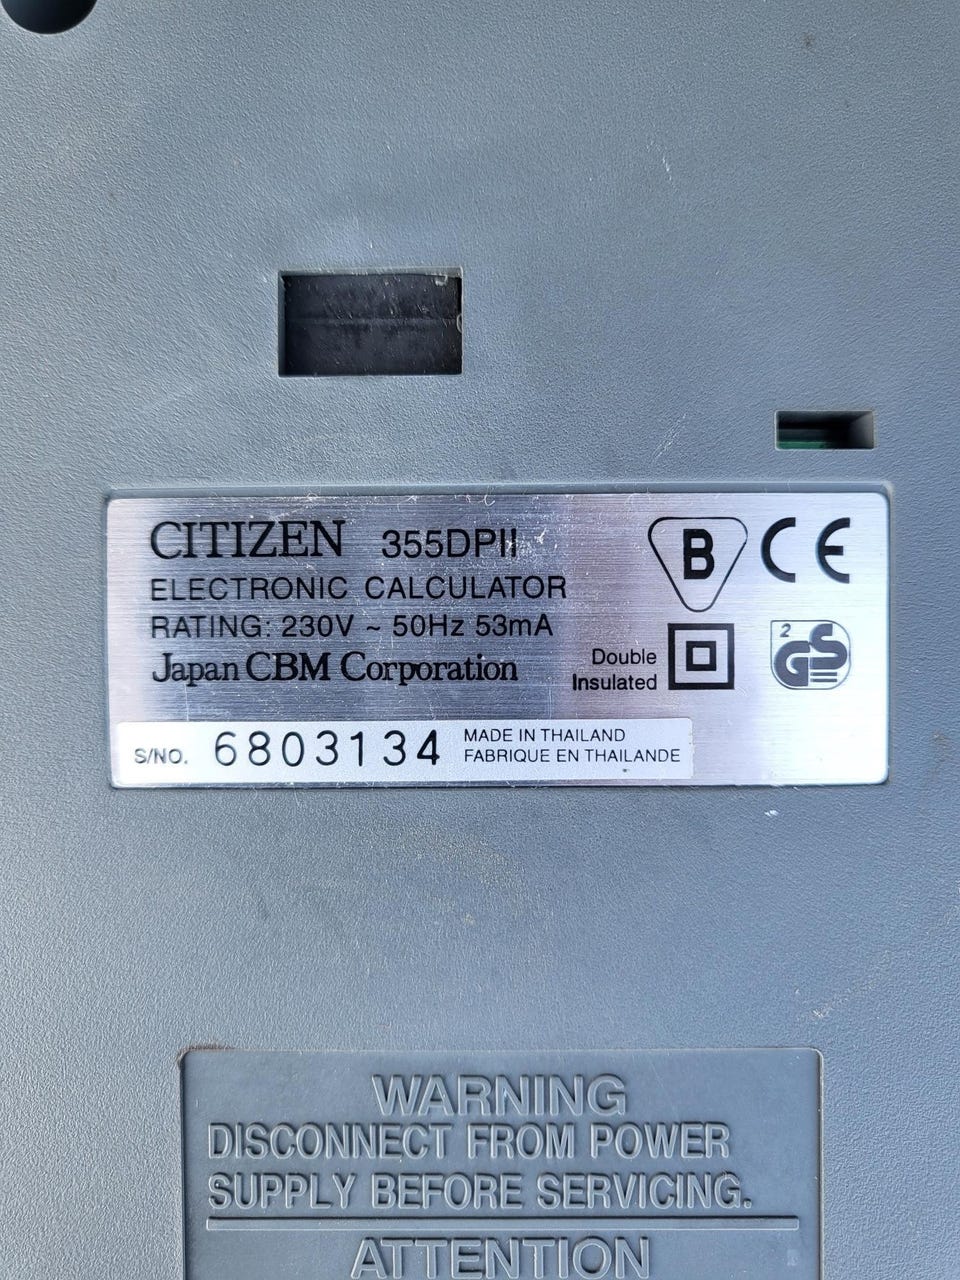 CITIZEN 355DPII
ELECTRONIC CALCULATOR
RATING: 230V ~ 50Hz 53mA
Japan CBM Corporation
B CE
Double
Insulated
2 GS
S/NO. 6803134
MADE IN THAILAND
FABRIQUE EN THAILANDE
WARNING
DISCONNECT FROM POWER
SUPPLY BEFORE SERVICING.
ATTENTION